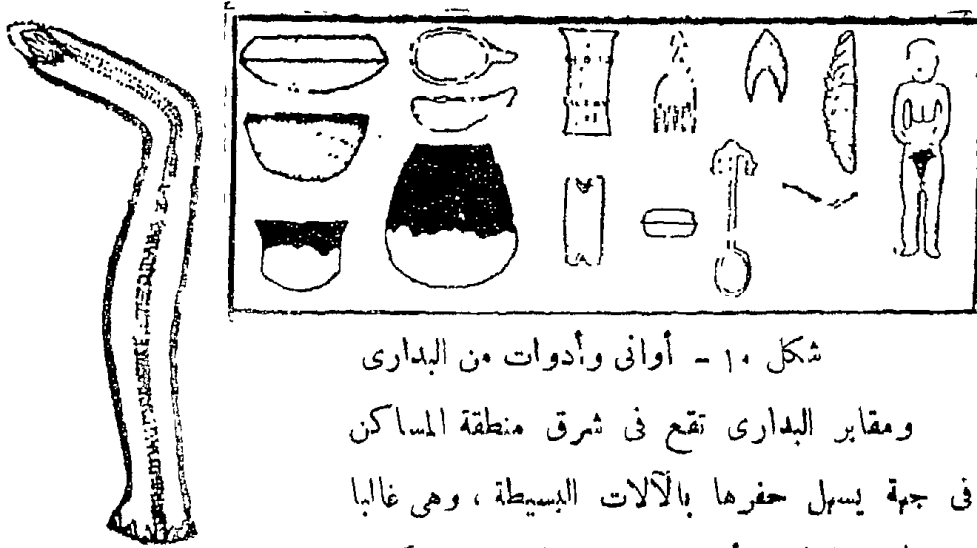 شكل ١٠ - أوانى وأدوات من البدارى
ومقابر البدارى تقع فى شرق منطقة المساكن
فى جهة يسهل حفرها بالآلات البسيطة ، وهى غالبا